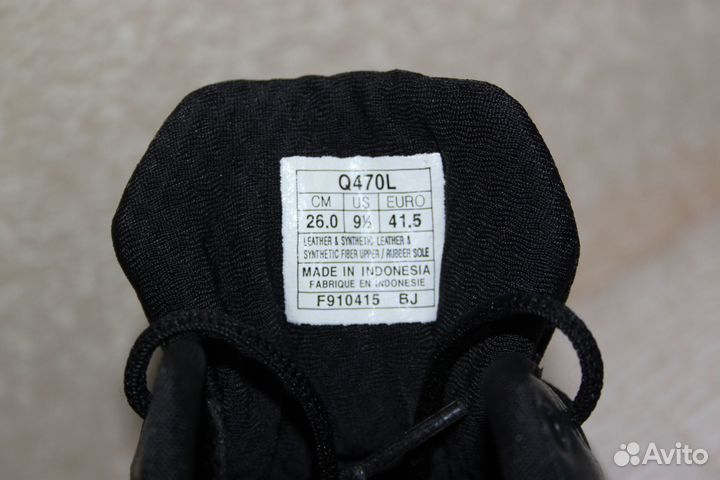 Q470L
CM US EURO
26.0 9½ 41.5
LEATHER & SYNTHETIC LEATHER &
SYNTHETIC FIBER UPPER / RUBBER SOLE
MADE IN INDONESIA
FABRIQUE EN INDONESIE
F910415 BJ
Avito